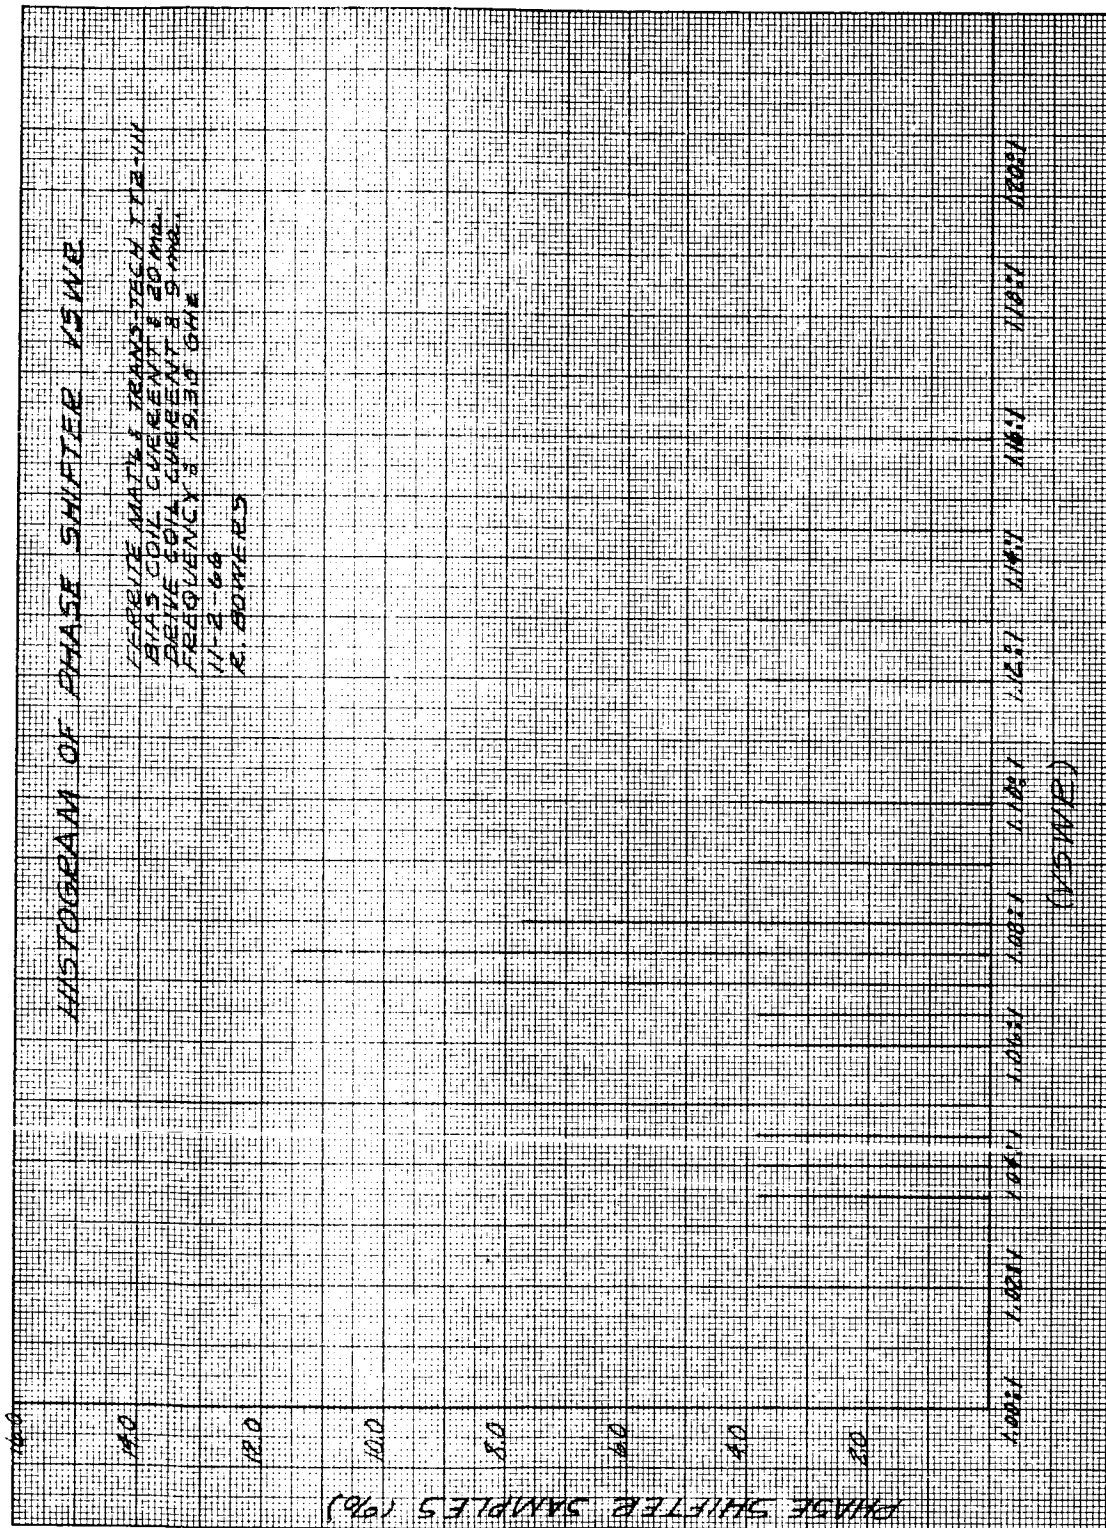 HISTOGRAM OF PHASE SHIFTER VSWR
FERRITE MAT'L: TRANS-TECH TT2-111
BIAS COIL CURRENT: 20 ma.
DRIVE COIL CURRENT: 9 ma.
FREQUENCY: 19.30 GHz
11-2-66
R. BOWERS
PHASE SHIFTER SAMPLES (%)
16.0
14.0
12.0
10.0
8.0
6.0
4.0
2.0
1.00:1 1.02:1 1.04:1 1.06:1 1.08:1 1.10:1 1.12:1 1.14:1 1.16:1 1.18:1 1.20:1
(VSWR)